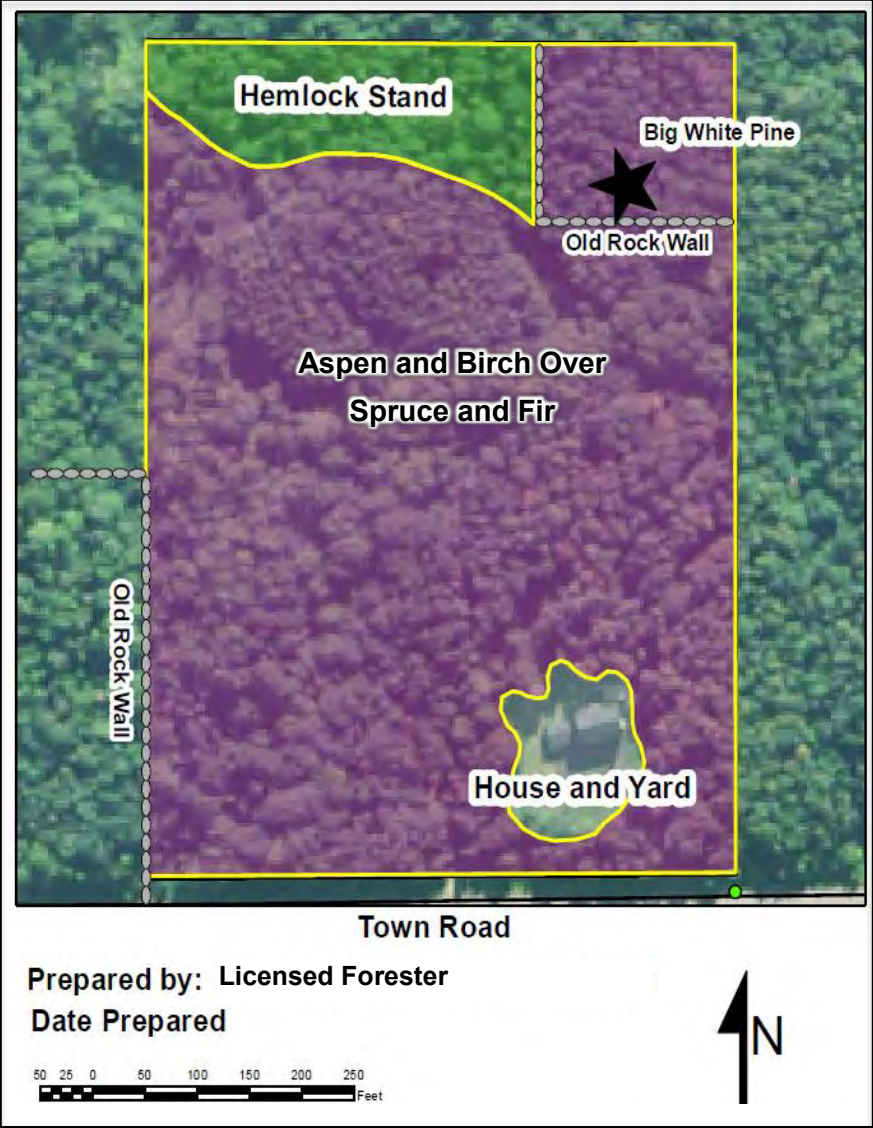 Hemlock Stand
Big White Pine
Old Rock Wall
Aspen and Birch Over
Spruce and Fir
Old Rock Wall
House and Yard
Town Road
Prepared by: Licensed Forester
Date Prepared
N
50 25 0 50 100 150 200 250
Feet